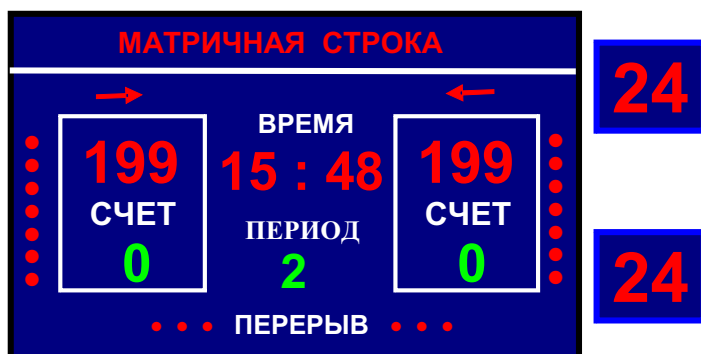 МАТРИЧНАЯ СТРОКА
24
ВРЕМЯ
199 15 : 48 199
СЧЕТ ПЕРИОД СЧЕТ
0 2 0
24
ПЕРЕРЫВ